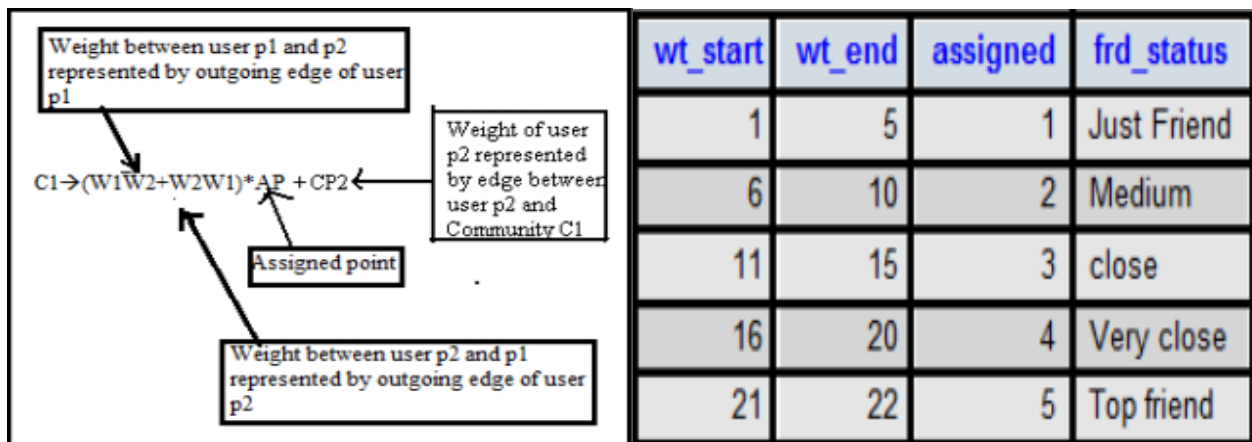 Weight between user p1 and p2
represented by outgoing edge of user
p1
Weight of user
p2 represented
by edge between
user p2 and
Community C1
C1→(W1W2+W2W1)*AP +CP2
Assigned point
Weight between user p2 and p1
represented by outgoing edge of user
p2
wt_start wt_end assigned frd_status
1 5 1 Just Friend
6 10 2 Medium
11 15 3 close
16 20 4 Very close
21 22 5 Top friend